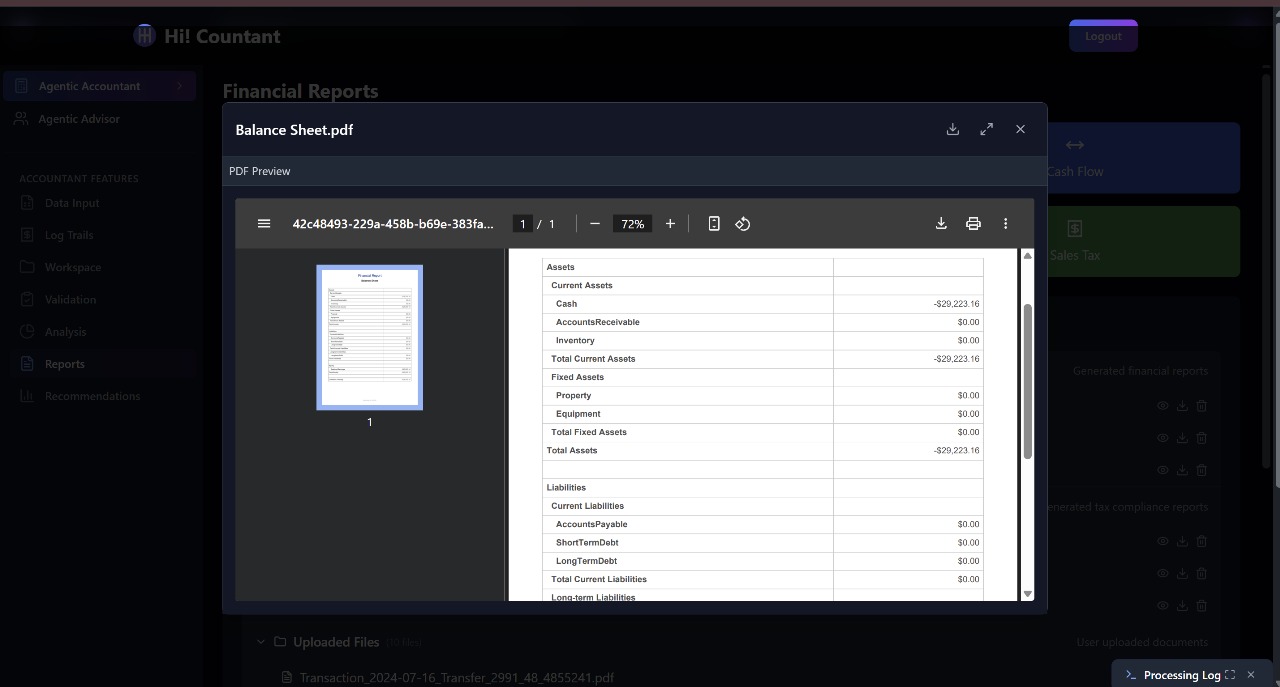 Hi! Countant
Logout
Agentic Accountant
Agentic Advisor
ACCOUNTANT FEATURES
Data Input
Log Trails
Workspace
Validation
Analysis
Reports
Recommendations
Financial Reports
Cash Flow
Sales Tax
Balance Sheet.pdf
PDF Preview
42c48493-229a-458b-b69e-383fa...
1 / 1
72%
Financial Report
Balance Sheet
1
Assets
Current Assets
Cash -$29,223.16
AccountsReceivable $0.00
Inventory $0.00
Total Current Assets -$29,223.16
Fixed Assets
Property $0.00
Equipment $0.00
Total Fixed Assets $0.00
Total Assets -$29,223.16
Liabilities
Current Liabilities
AccountsPayable $0.00
ShortTermDebt $0.00
LongTermDebt $0.00
Total Current Liabilities $0.00
Long-term Liabilities
Generated financial reports
enerated tax compliance reports
Uploaded Files (10 files) User uploaded documents
Transaction_2024-07-16_Transfer_2991_48_4855241.pdf
Processing Log